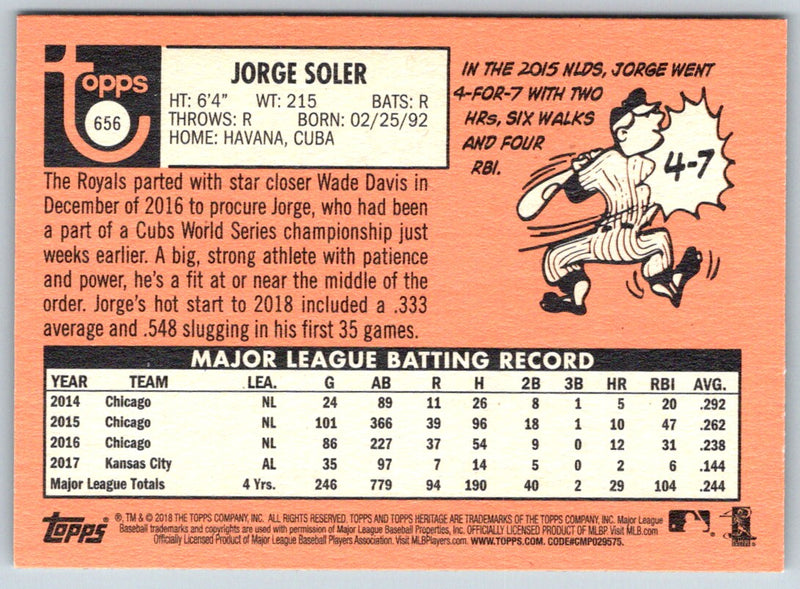 topps
656
JORGE SOLER
HT: 6'4" WT: 215 BATS: R
THROWS: R BORN: 02/25/92
HOME: HAVANA, CUBA
IN THE 2015 NLDS, JORGE WENT
4-FOR-7 WITH TWO
HRs, SIX WALKS
AND FOUR
RBI.
4-7
The Royals parted with star closer Wade Davis in
December of 2016 to procure Jorge, who had been
a part of a Cubs World Series championship just
weeks earlier. A big, strong athlete with patience
and power, he's a fit at or near the middle of the
order. Jorge's hot start to 2018 included a .333
average and .548 slugging in his first 35 games.
MAJOR LEAGUE BATTING RECORD
YEAR TEAM LEA. G AB R H 2B 3B HR RBI AVG.
2014 Chicago NL 24 89 11 26 8 1 5 20 .292
2015 Chicago NL 101 366 39 96 18 1 10 47 .262
2016 Chicago NL 86 227 37 54 9 0 12 31 .238
2017 Kansas City AL 35 97 7 14 5 0 2 6 .144
Major League Totals 4 Yrs. 246 779 94 190 40 2 29 104 .244
Topps
®, TM & © 2018 THE TOPPS COMPANY, INC. ALL RIGHTS RESERVED. TOPPS AND TOPPS HERITAGE ARE TRADEMARKS OF THE TOPPS COMPANY, INC. Major League
Baseball trademarks and copyrights are used with permission of Major League Baseball Properties, Inc. OFFICIALLY LICENSED PRODUCT OF MLBP. Visit MLB.com
Officially Licensed Product of Major League Baseball Players Association. Visit MLBPlayers.com. WWW.TOPPS.COM. CODE#CMP029575.